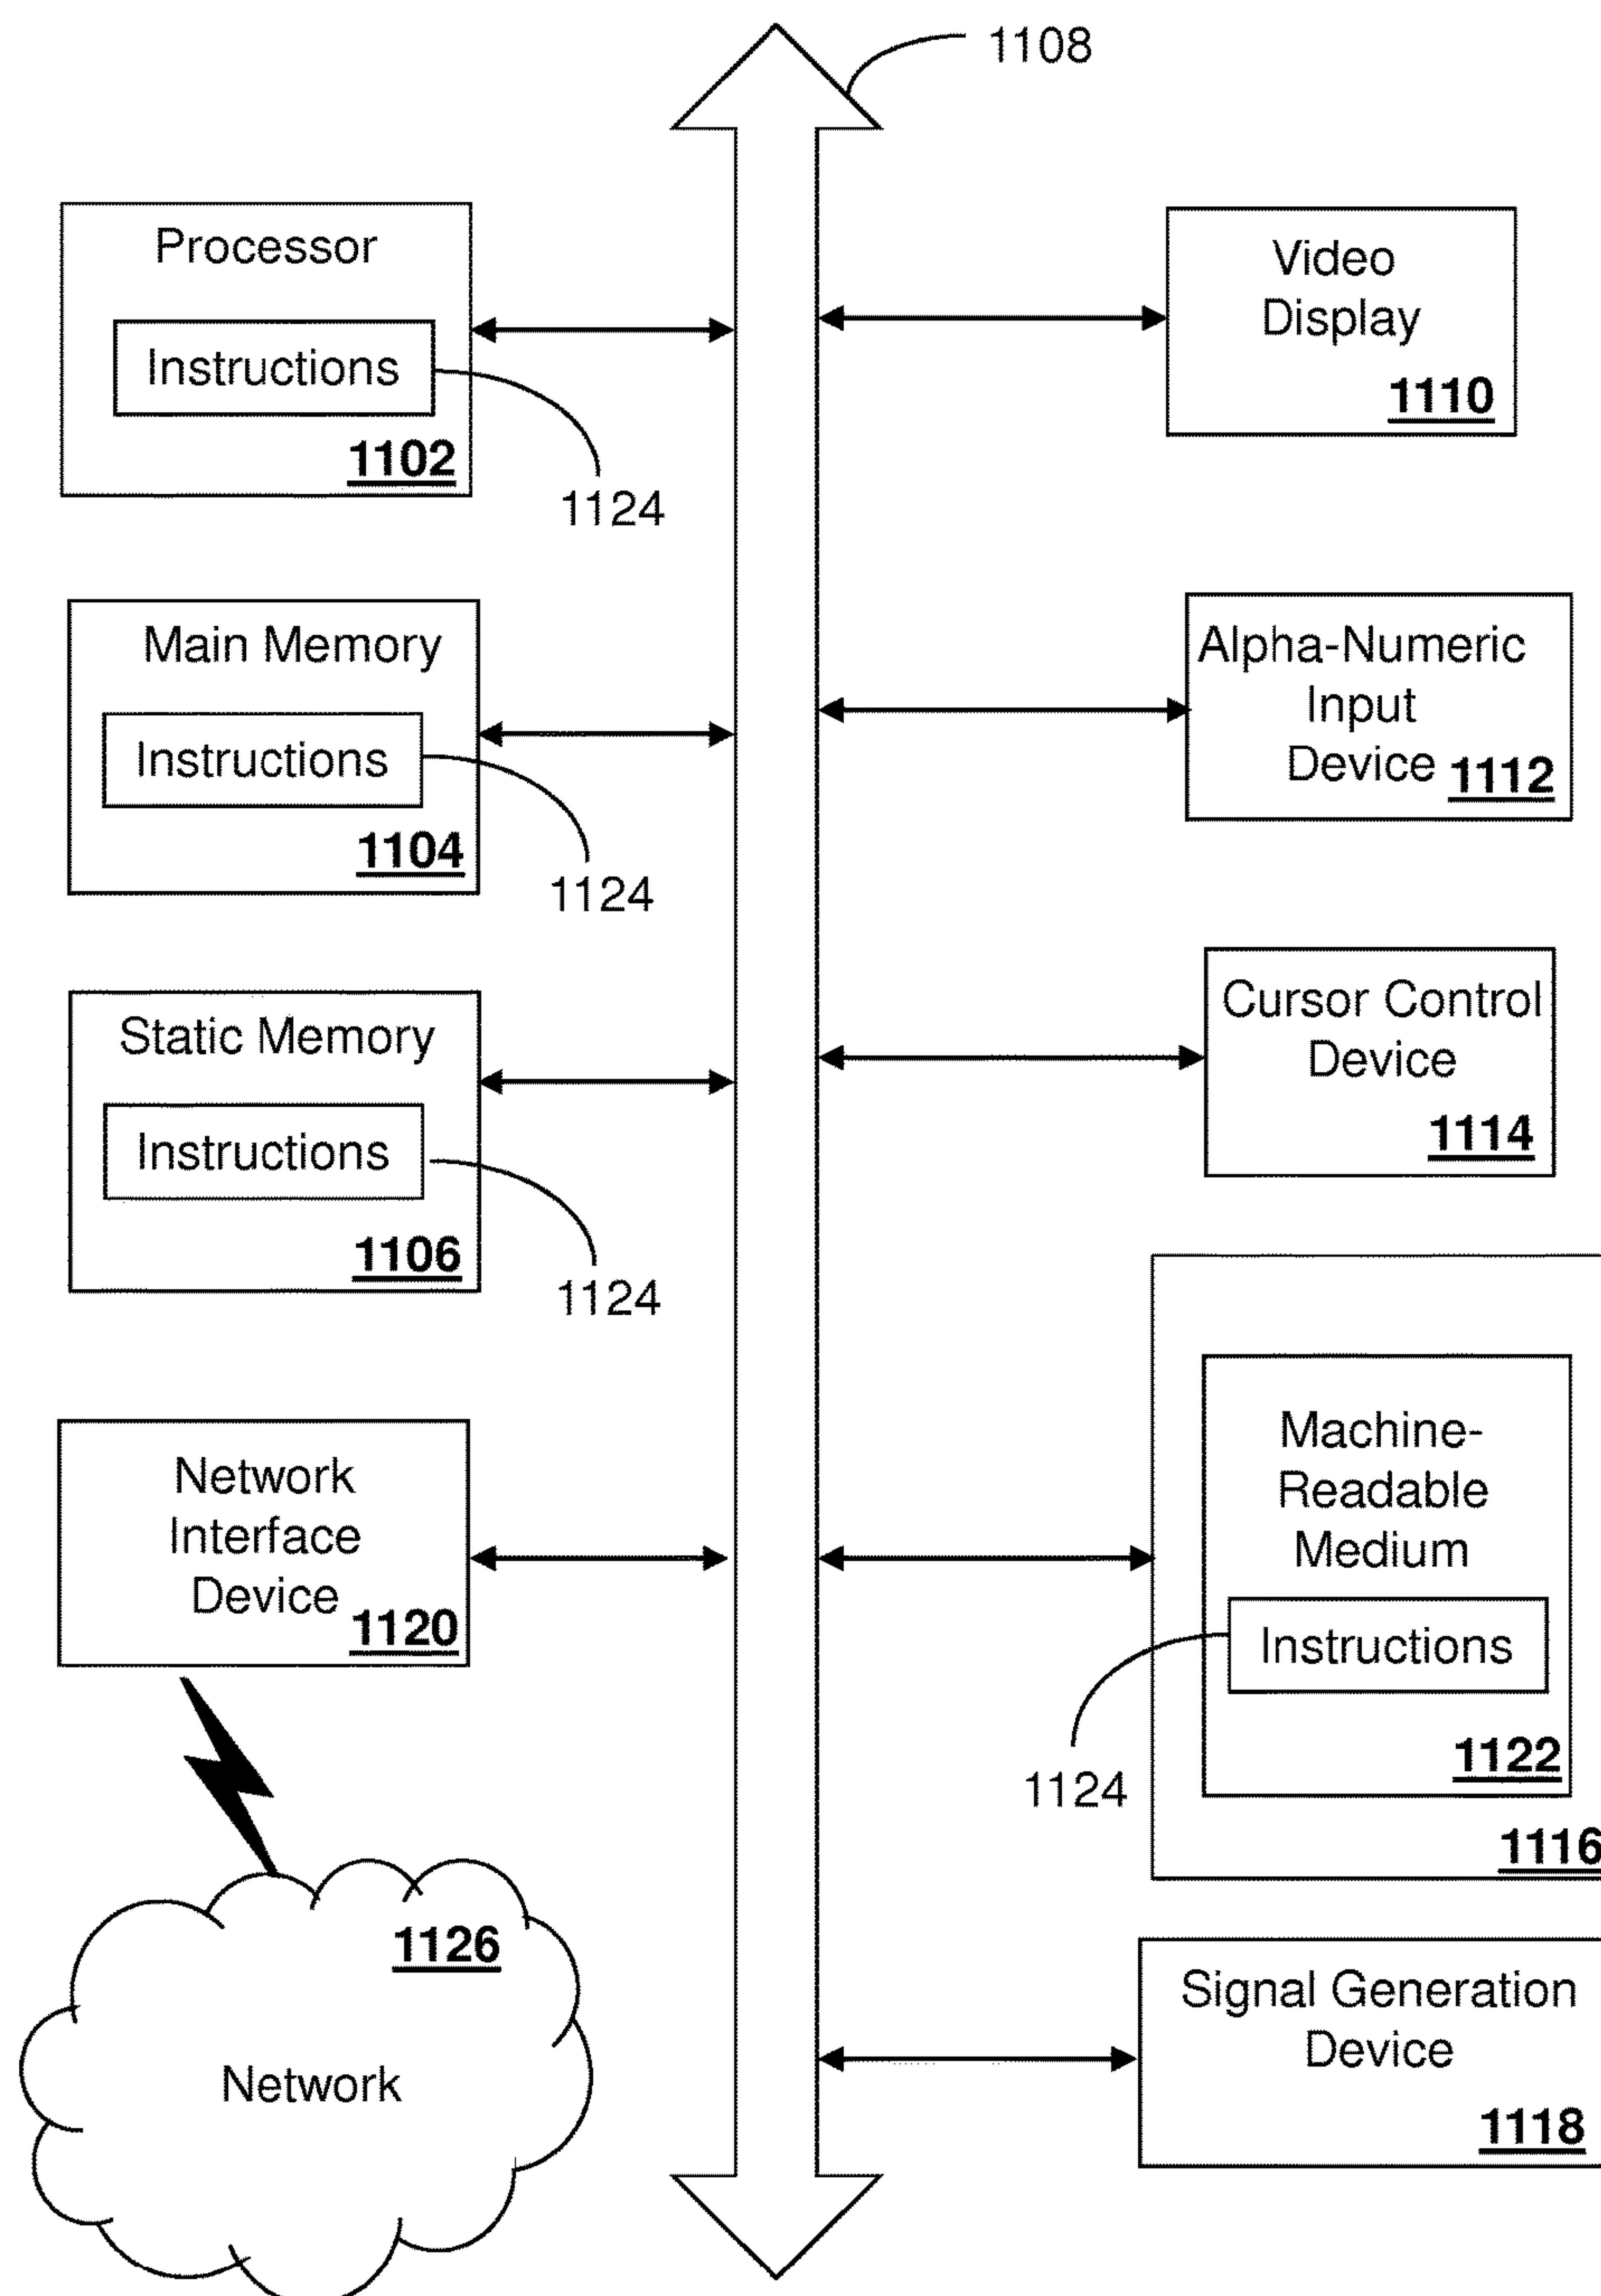 1108
Processor
Instructions
1102
1124
Video
Display
1110
Main Memory
Instructions
1104
1124
Alpha-Numeric
Input
Device 1112
Static Memory
Instructions
1106
1124
Cursor Control
Device
1114
Network
Interface
Device
1120
Machine-
Readable
Medium
Instructions
1122
1124
1116
1126
Network
Signal Generation
Device
1118